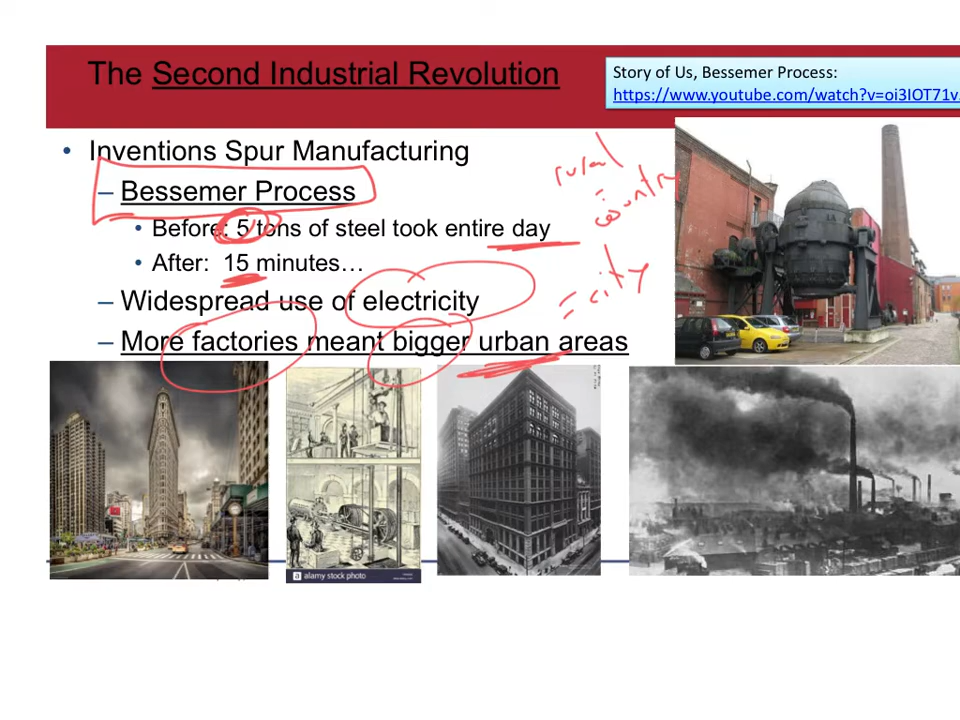 The Second Industrial Revolution
Story of Us, Bessemer Process:
https://www.youtube.com/watch?v=oi3IOT71v
• Inventions Spur Manufacturing
– Bessemer Process
• Before: 5 tons of steel took entire day
• After: 15 minutes…
– Widespread use of electricity
– More factories meant bigger urban areas
rural
= country
= city
a alamy stock photo